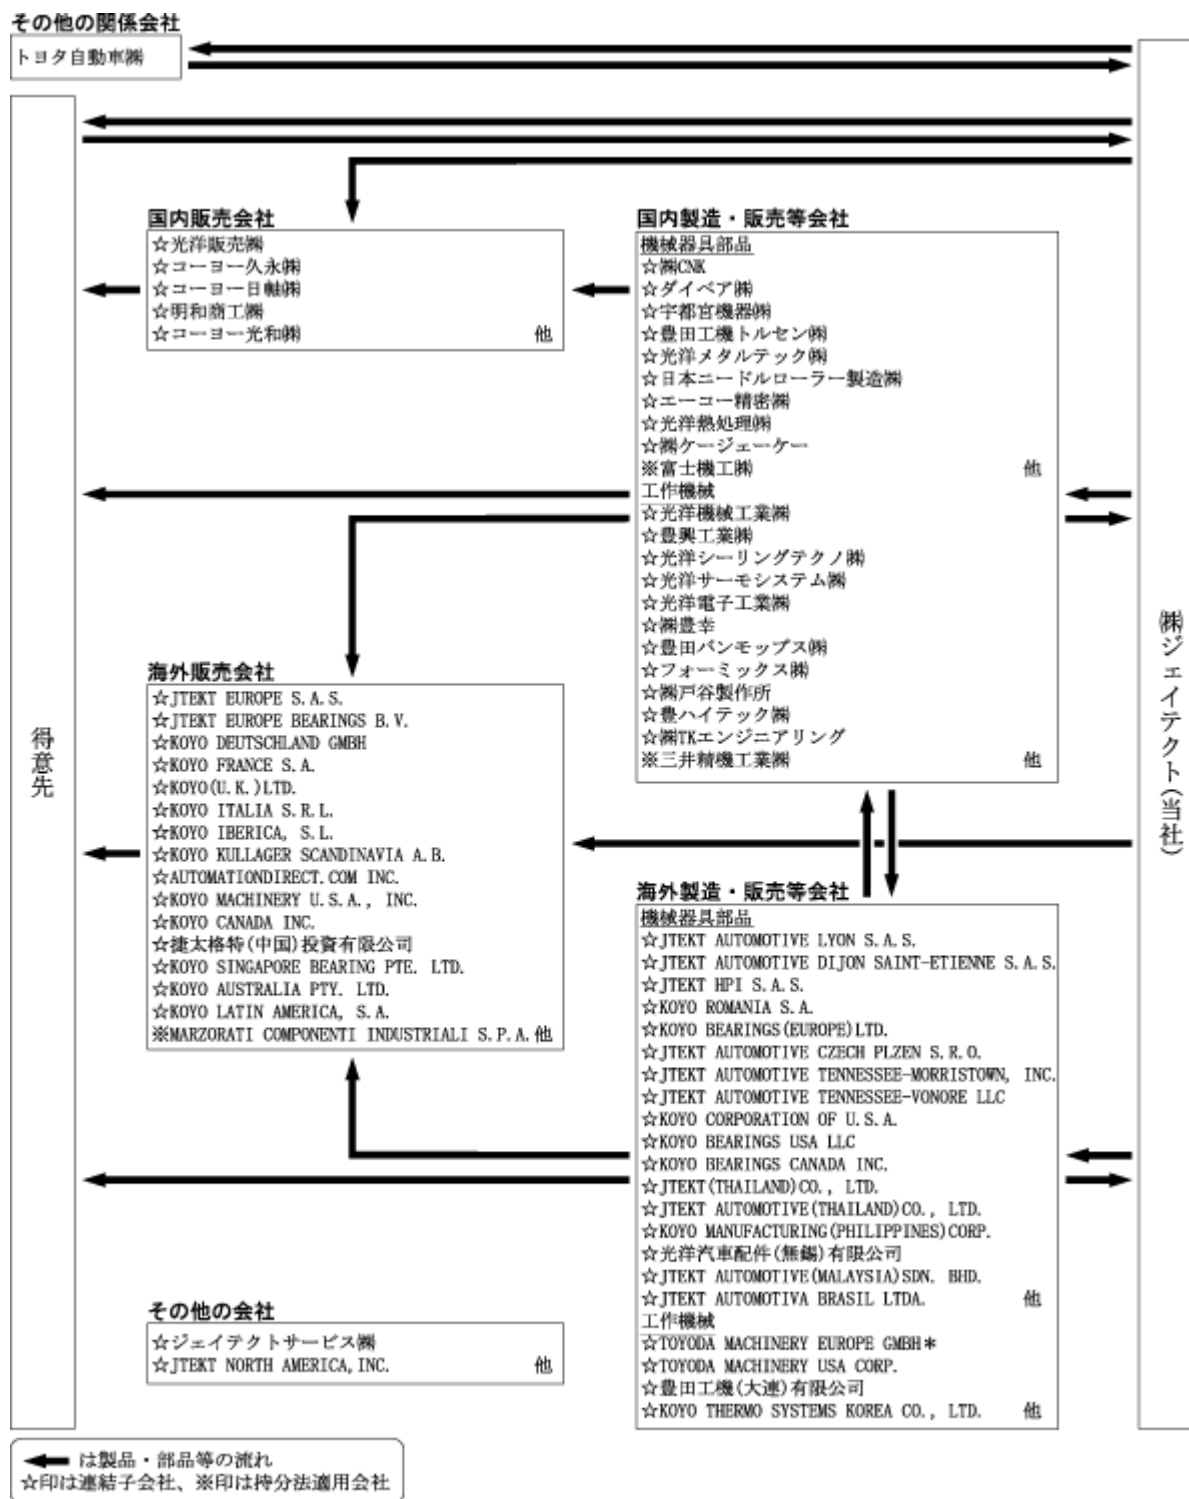 その他の関係会社
トヨタ自動車㈱
国内販売会社
☆光洋販売㈱
☆コーヨー久永㈱
☆コーヨー日軸㈱
☆明和商工㈱
☆コーヨー光和㈱ 他
国内製造・販売等会社
機械器具部品
☆㈱CNK
☆ダイベア㈱
☆宇都宮機器㈱
☆豊田工機トルセン㈱
☆光洋メタルテック㈱
☆日本ニードルローラー製造㈱
☆エーコー精密㈱
☆光洋熱処理㈱
☆㈱ケージェーケー
※富士機工㈱ 他
工作機械
☆光洋機械工業㈱
☆豊興工業㈱
☆光洋シーリングテクノ㈱
☆光洋サーモシステム㈱
☆光洋電子工業㈱
☆㈱豊幸
☆豊田バンモップス㈱
☆フォーミックス㈱
☆㈱戸谷製作所
☆豊ハイテック㈱
☆㈱TKエンジニアリング
※三井精機工業㈱ 他
得意先
㈱ジェイテクト(当社)
海外販売会社
☆JTEKT EUROPE S.A.S.
☆JTEKT EUROPE BEARINGS B.V.
☆KOYO DEUTSCHLAND GMBH
☆KOYO FRANCE S.A.
☆KOYO(U.K.)LTD.
☆KOYO ITALIA S.R.L.
☆KOYO IBERICA, S.L.
☆KOYO KULLAGER SCANDINAVIA A.B.
☆AUTOMATIONDIRECT.COM INC.
☆KOYO MACHINERY U.S.A., INC.
☆KOYO CANADA INC.
☆捷太格特(中国)投資有限公司
☆KOYO SINGAPORE BEARING PTE. LTD.
☆KOYO AUSTRALIA PTY. LTD.
☆KOYO LATIN AMERICA, S.A.
※MARZORATI COMPONENTI INDUSTRIALI S.P.A.他
海外製造・販売等会社
機械器具部品
☆JTEKT AUTOMOTIVE LYON S.A.S.
☆JTEKT AUTOMOTIVE DIJON SAINT-ETIENNE S.A.S.
☆JTEKT HPI S.A.S.
☆KOYO ROMANIA S.A.
☆KOYO BEARINGS(EUROPE)LTD.
☆JTEKT AUTOMOTIVE CZECH PLZEN S.R.O.
☆JTEKT AUTOMOTIVE TENNESSEE-MORRISTOWN, INC.
☆JTEKT AUTOMOTIVE TENNESSEE-VONORE LLC
☆KOYO CORPORATION OF U.S.A.
☆KOYO BEARINGS USA LLC
☆KOYO BEARINGS CANADA INC.
☆JTEKT(THAILAND)CO., LTD.
☆JTEKT AUTOMOTIVE(THAILAND)CO., LTD.
☆KOYO MANUFACTURING(PHILIPPINES)CORP.
☆光洋汽車配件(無錫)有限公司
☆JTEKT AUTOMOTIVE(MALAYSIA)SDN. BHD.
☆JTEKT AUTOMOTIVA BRASIL LTDA. 他
工作機械
☆TOYODA MACHINERY EUROPE GMBH*
☆TOYODA MACHINERY USA CORP.
☆豊田工機(大連)有限公司
☆KOYO THERMO SYSTEMS KOREA CO., LTD. 他
その他の会社
☆ジェイテクトサービス㈱
☆JTEKT NORTH AMERICA,INC. 他
は製品・部品等の流れ
☆印は連結子会社、※印は持分法適用会社